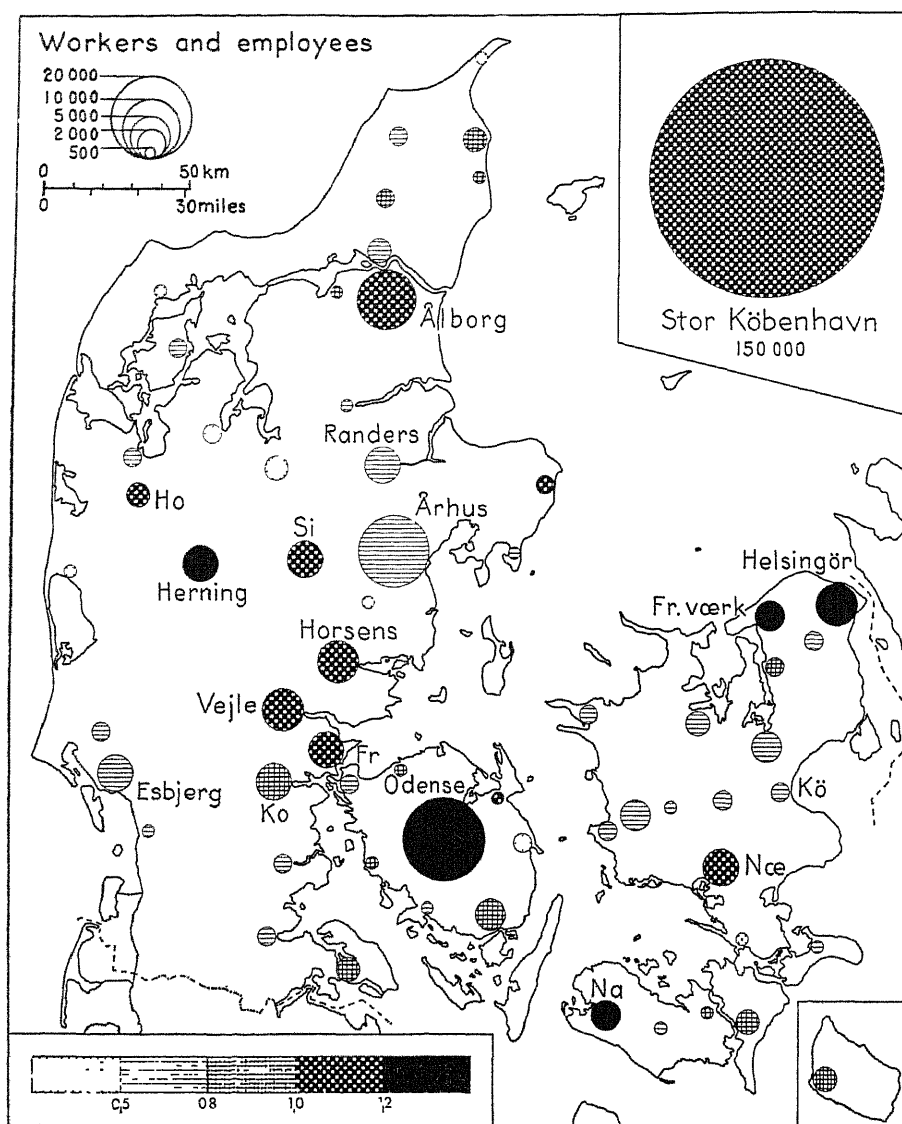 Workers and employees
20 000
10 000
5 000
2 000
500
0 50 km
0 30 miles
Stor Köbenhavn
150 000
Ålborg
Randers
Ho
Århus
Si
Herning
Helsingör
Fr.værk
Horsens
Vejle
Fr
Esbjerg
Ko
Odense
Kö
Næ
Na
0,5 0,8 1,0 1,2